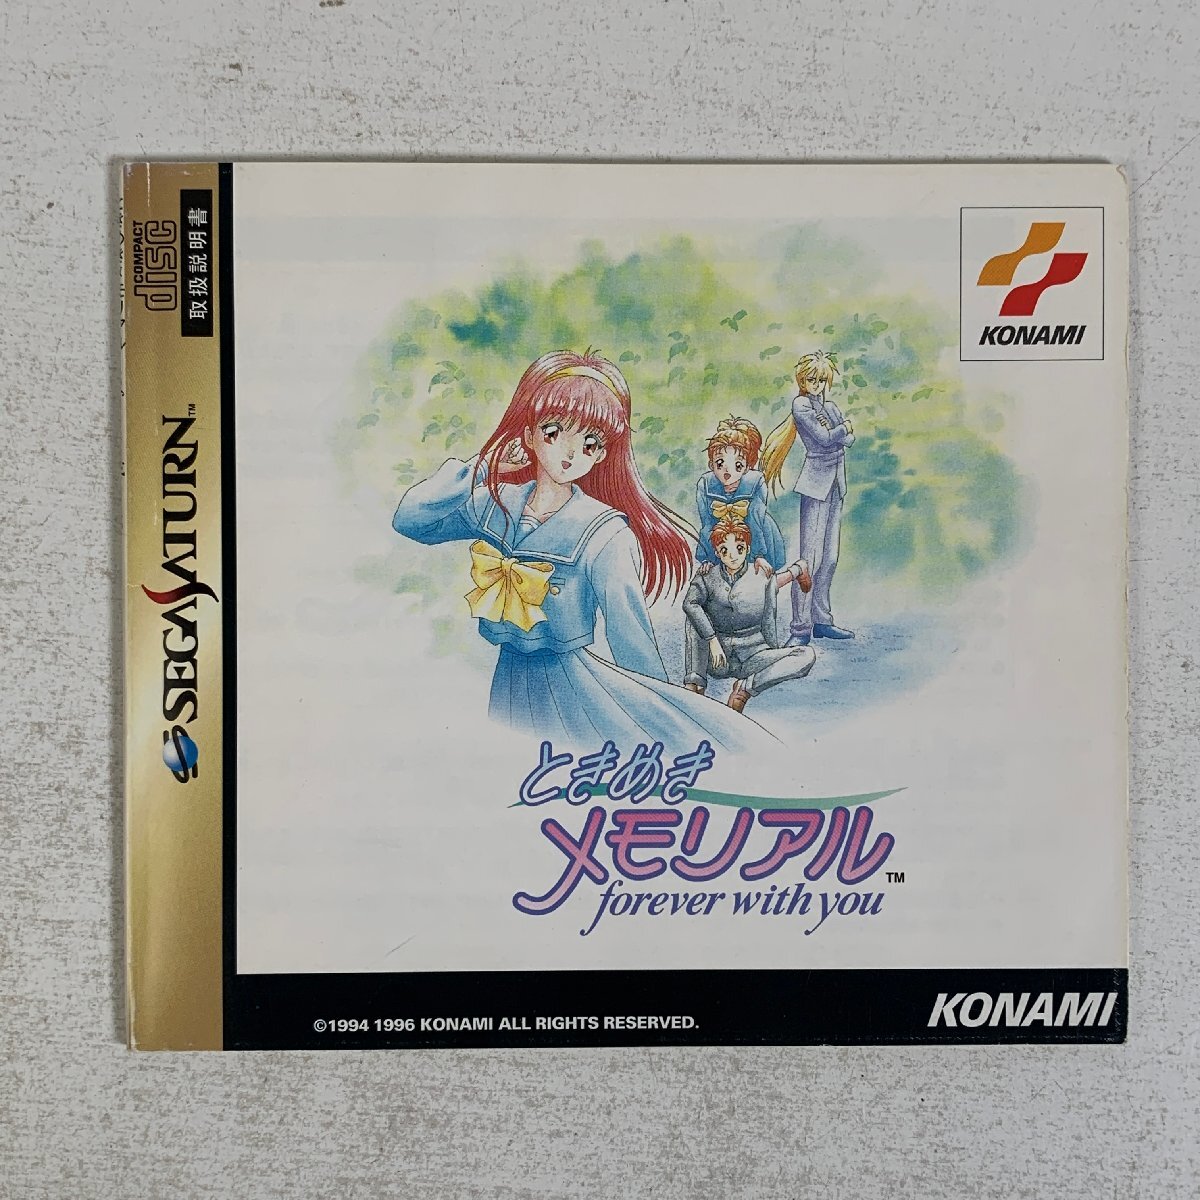 COMPACT
disc
取扱説明書
SEGA SATURN™
KONAMI
ときめき
メモリアル™
forever with you
©1994 1996 KONAMI ALL RIGHTS RESERVED.
KONAMI